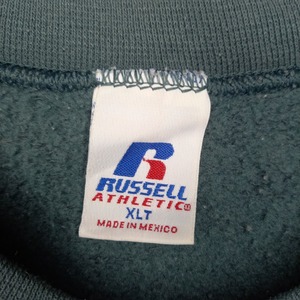 RUSSELL
ATHLETIC
XLT
MADE IN MEXICO